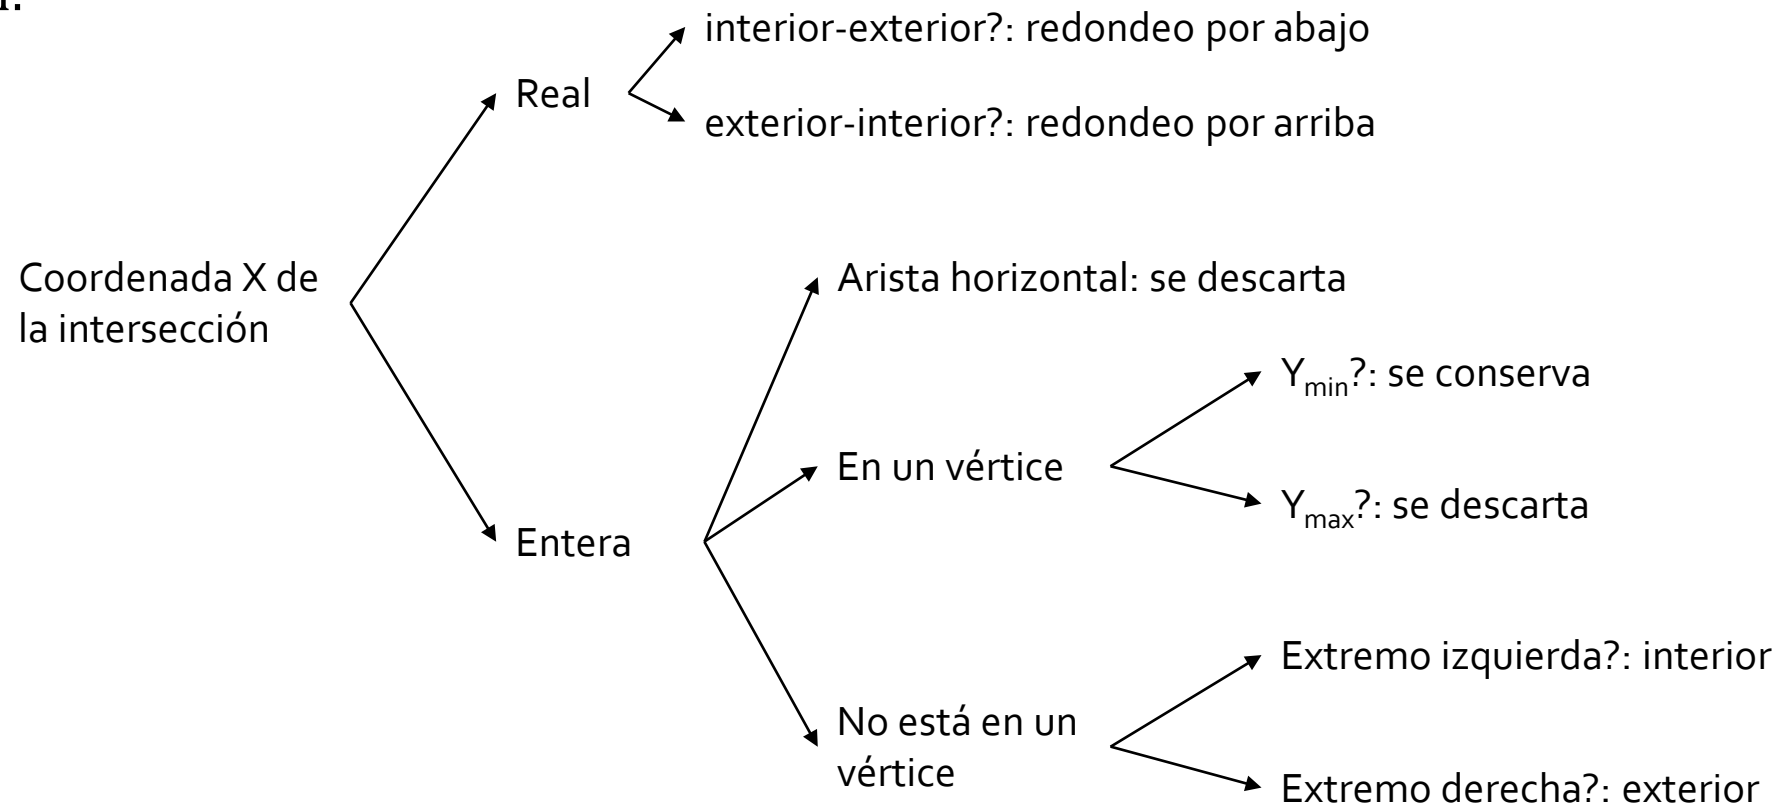 interior-exterior?: redondeo por abajo
Real
exterior-interior?: redondeo por arriba
Coordenada X de
la intersección
Arista horizontal: se descarta
Ymin?: se conserva
En un vértice
Ymax?: se descarta
Entera
Extremo izquierda?: interior
No está en un
vértice
Extremo derecha?: exterior